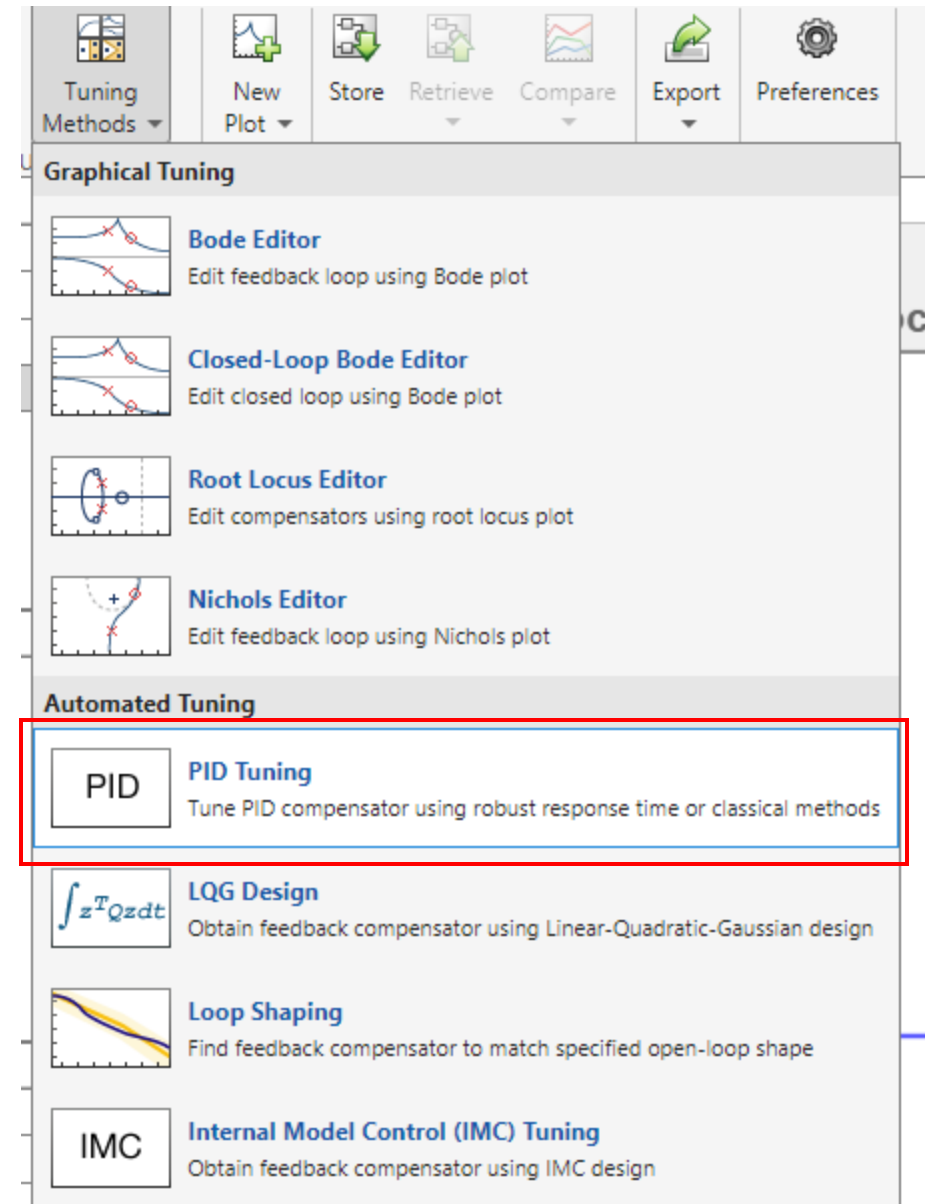 Tuning
Methods
New
Plot
Store
Retrieve
Compare
Export
Preferences
Graphical Tuning
Bode Editor
Edit feedback loop using Bode plot
Closed-Loop Bode Editor
Edit closed loop using Bode plot
Root Locus Editor
Edit compensators using root locus plot
Nichols Editor
Edit feedback loop using Nichols plot
Automated Tuning
PID
PID Tuning
Tune PID compensator using robust response time or classical methods
∫zᵀQzdt
LQG Design
Obtain feedback compensator using Linear-Quadratic-Gaussian design
Loop Shaping
Find feedback compensator to match specified open-loop shape
IMC
Internal Model Control (IMC) Tuning
Obtain feedback compensator using IMC design